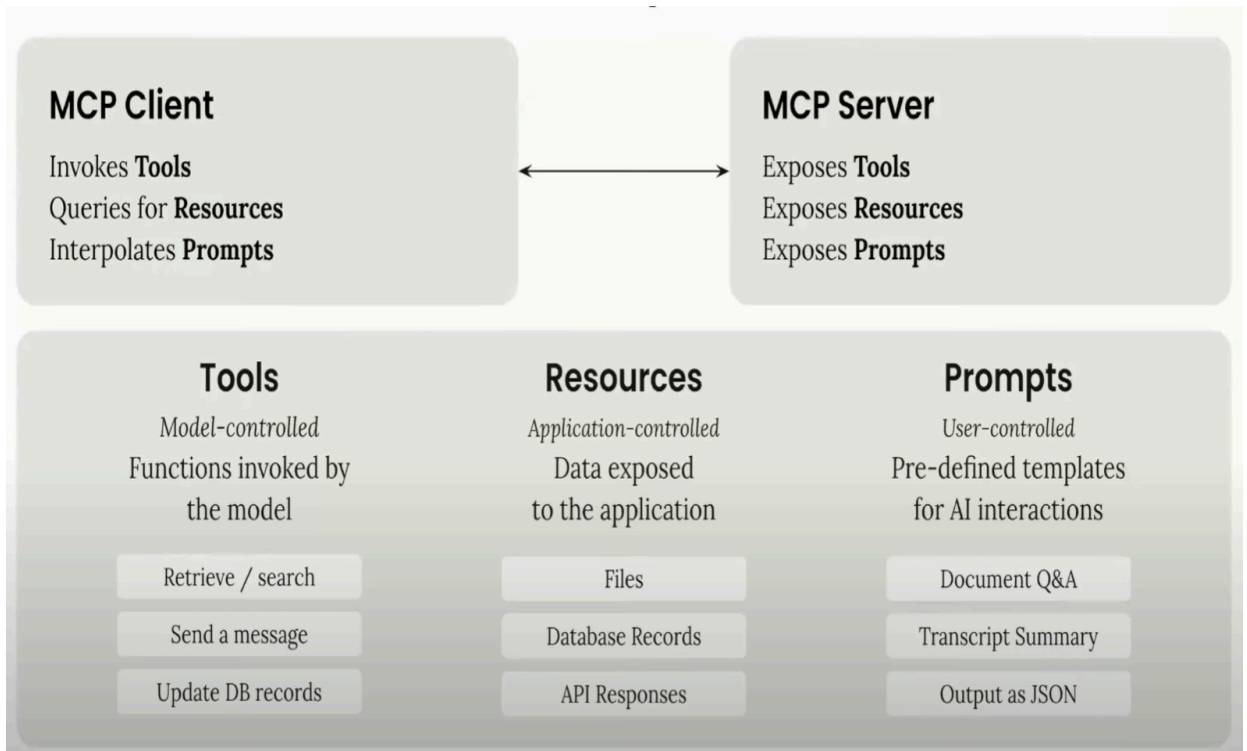 MCP Client
Invokes Tools
Queries for Resources
Interpolates Prompts
MCP Server
Exposes Tools
Exposes Resources
Exposes Prompts
Tools
Model-controlled
Functions invoked by
the model
Retrieve / search
Send a message
Update DB records
Resources
Application-controlled
Data exposed
to the application
Files
Database Records
API Responses
Prompts
User-controlled
Pre-defined templates
for AI interactions
Document Q&A
Transcript Summary
Output as JSON